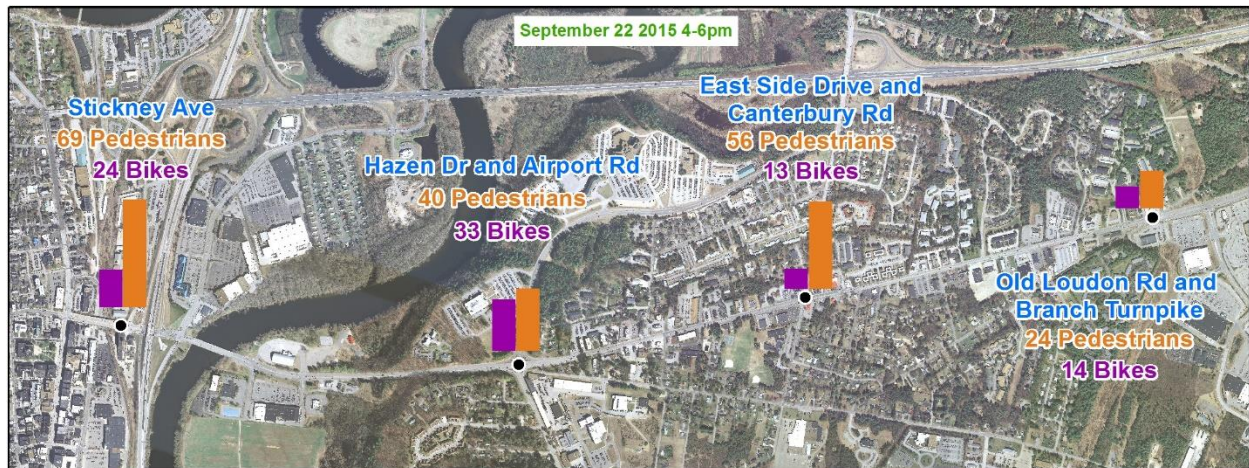 September 22 2015 4-6pm
Stickney Ave
69 Pedestrians
24 Bikes
Hazen Dr and Airport Rd
40 Pedestrians
33 Bikes
East Side Drive and
Canterbury Rd
56 Pedestrians
13 Bikes
Old Loudon Rd and
Branch Turnpike
24 Pedestrians
14 Bikes